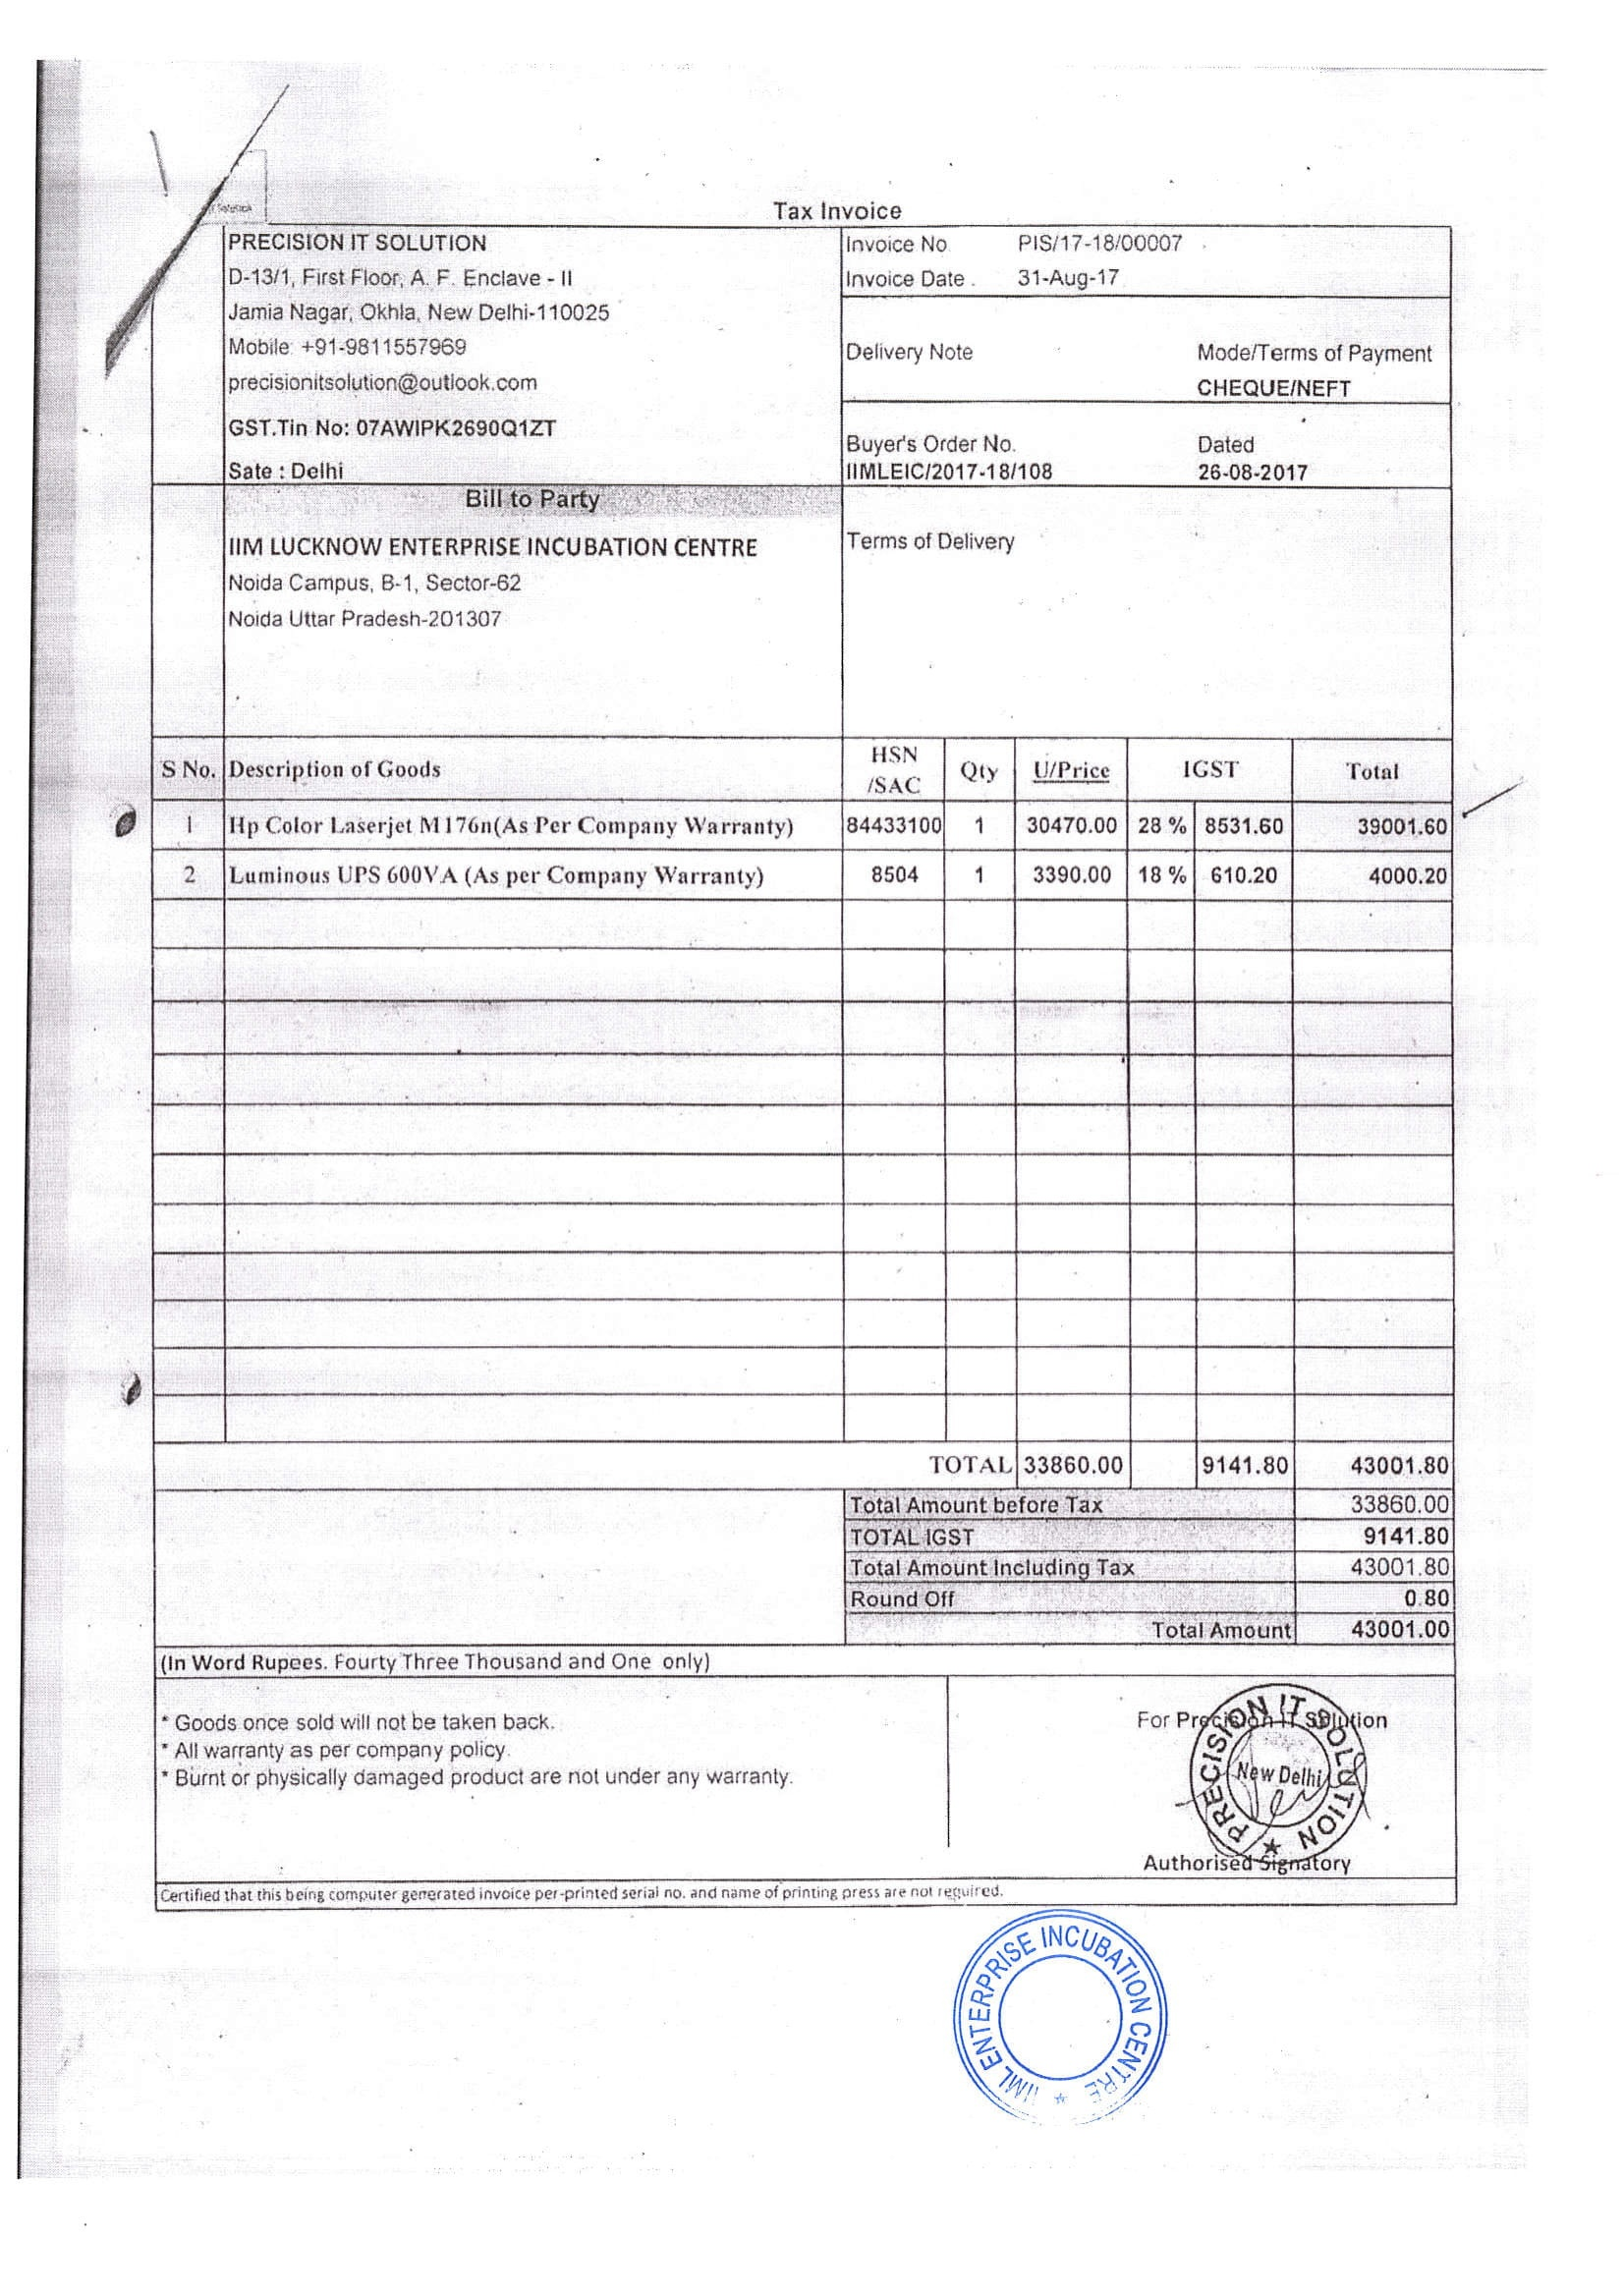 Solution
Tax Invoice
PRECISION IT SOLUTION
D-13/1, First Floor, A. F. Enclave - II
Jamia Nagar, Okhla, New Delhi-110025
Mobile: +91-9811557969
precisionitsolution@outlook.com
GST.Tin No: 07AWIPK2690Q1ZT
Sate : Delhi
Invoice No PIS/17-18/00007
Invoice Date . 31-Aug-17
Delivery Note Mode/Terms of Payment
CHEQUE/NEFT
Buyer's Order No. Dated
IIMLEIC/2017-18/108 26-08-2017
Bill to Party
IIM LUCKNOW ENTERPRISE INCUBATION CENTRE
Noida Campus, B-1, Sector-62
Noida Uttar Pradesh-201307
Terms of Delivery
S No. Description of Goods HSN /SAC Qty U/Price IGST Total
1 Hp Color Laserjet M176n(As Per Company Warranty) 84433100 1 30470.00 28 % 8531.60 39001.60
2 Luminous UPS 600VA (As per Company Warranty) 8504 1 3390.00 18 % 610.20 4000.20
TOTAL 33860.00 9141.80 43001.80
Total Amount before Tax 33860.00
TOTAL IGST 9141.80
Total Amount Including Tax 43001.80
Round Off 0.80
Total Amount 43001.00
(In Word Rupees. Fourty Three Thousand and One only)
* Goods once sold will not be taken back.
* All warranty as per company policy.
* Burnt or physically damaged product are not under any warranty.
For Precision IT Solution
PRECISION IT SOLUTION
New Delhi
Authorised Signatory
Certified that this being computer generated invoice per-printed serial no. and name of printing press are not required.
IIML ENTERPRISE INCUBATION CENTRE